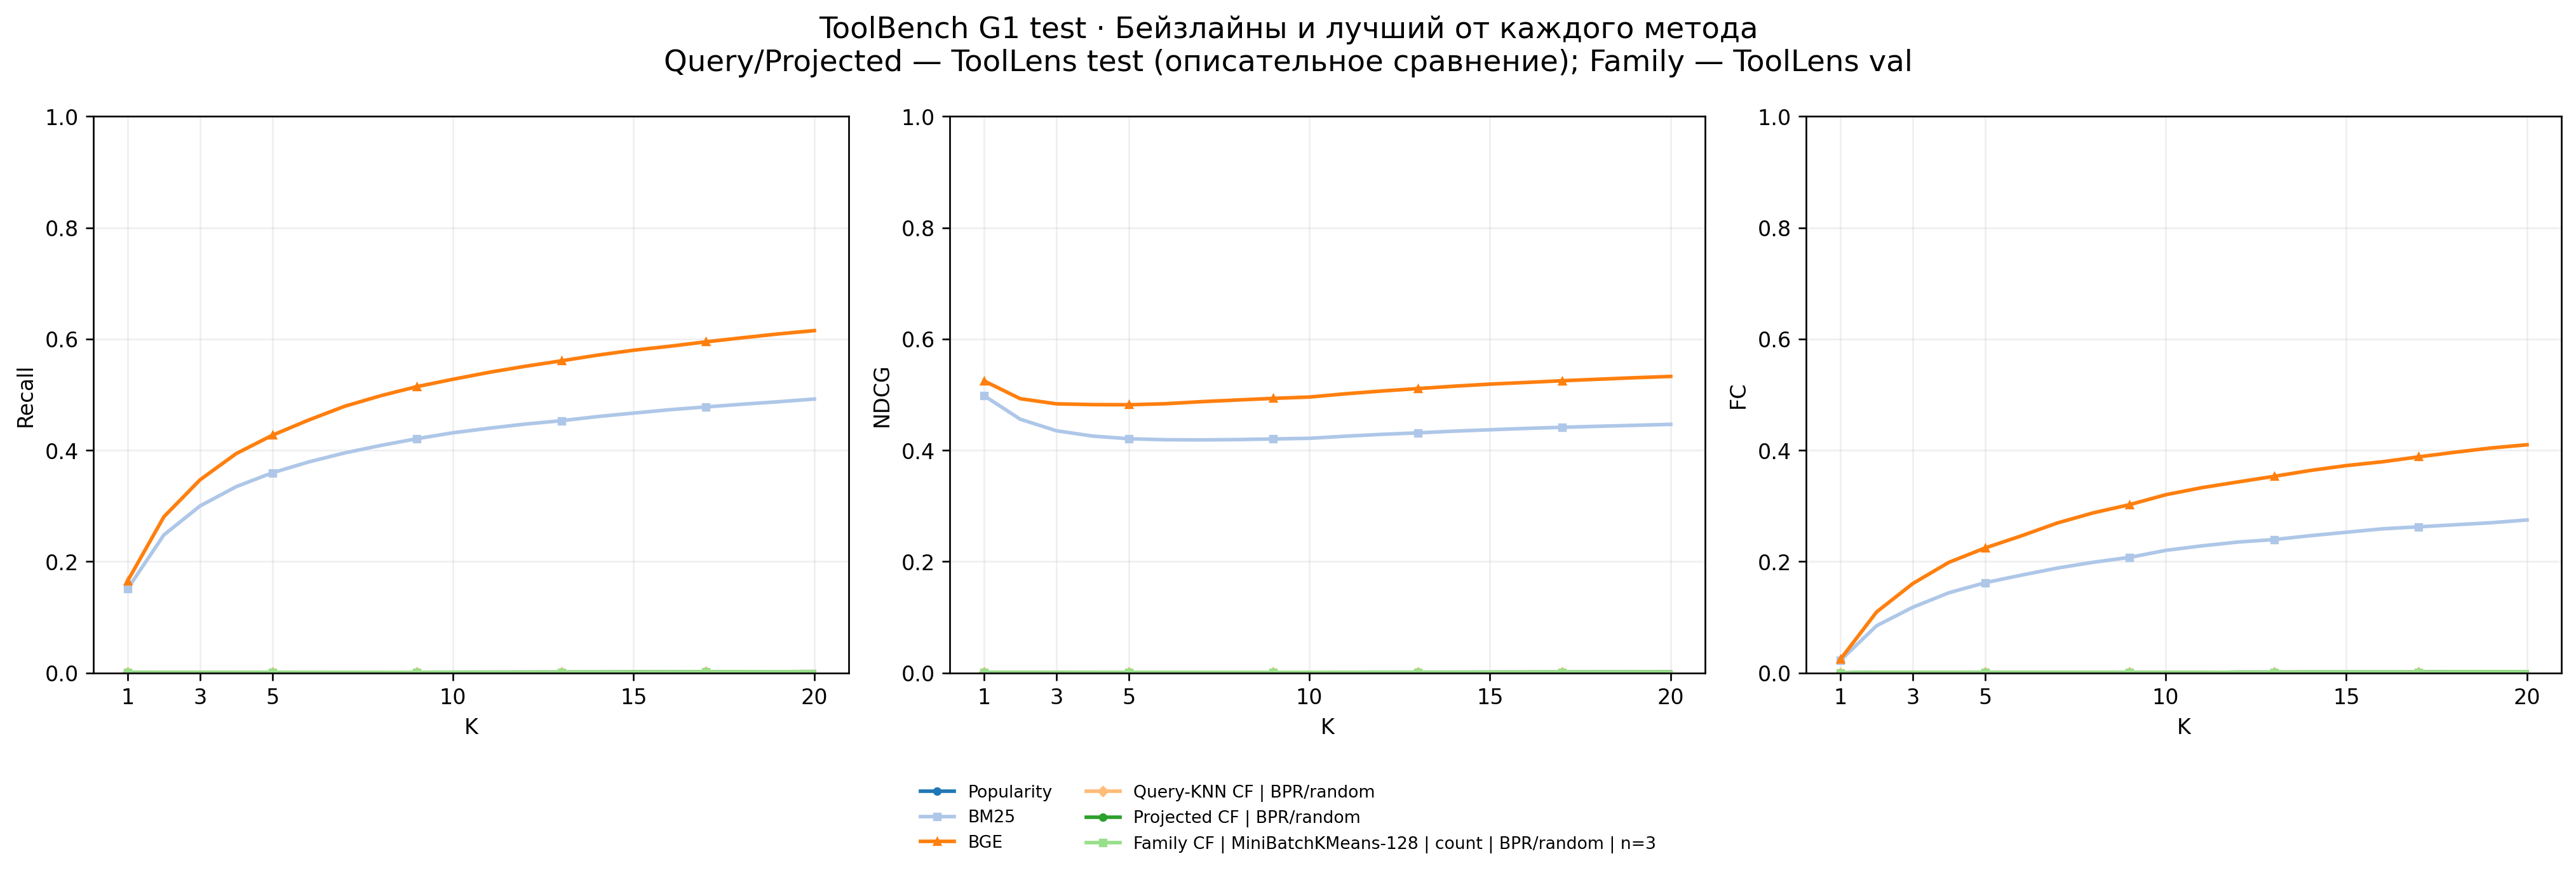 ToolBench G1 test · Бейзлайны и лучший от каждого метода
Query/Projected — ToolLens test (описательное сравнение); Family — ToolLens val
1.0
0.8
0.6
0.4
0.2
0.0
Recall
1 3 5 10 15 20
K
1.0
0.8
0.6
0.4
0.2
0.0
NDCG
1 3 5 10 15 20
K
1.0
0.8
0.6
0.4
0.2
0.0
FC
1 3 5 10 15 20
K
Popularity
BM25
BGE
Query-KNN CF | BPR/random
Projected CF | BPR/random
Family CF | MiniBatchKMeans-128 | count | BPR/random | n=3